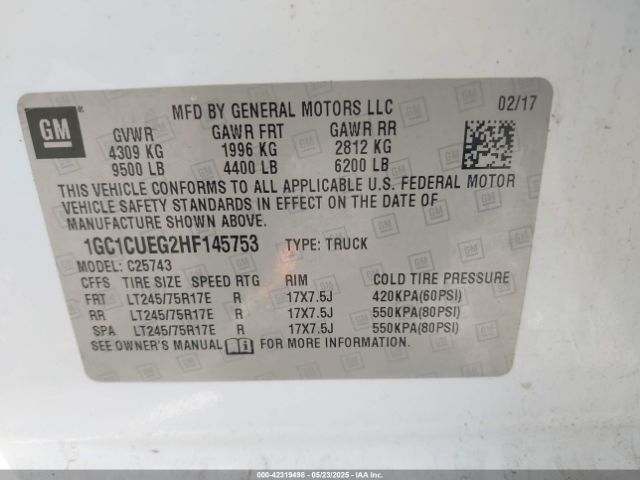 GM
MFD BY GENERAL MOTORS LLC 02/17
GVWR GAWR FRT GAWR RR
4309 KG 1996 KG 2812 KG
9500 LB 4400 LB 6200 LB
THIS VEHICLE CONFORMS TO ALL APPLICABLE U.S. FEDERAL MOTOR
VEHICLE SAFETY STANDARDS IN EFFECT ON THE DATE OF
MANUFACTURE SHOWN ABOVE.
1GC1CUEG2HF145753 TYPE: TRUCK
MODEL: C25743
CFFS TIRE SIZE SPEED RTG RIM COLD TIRE PRESSURE
FRT LT245/75R17E R 17X7.5J 420KPA(60PSI)
RR LT245/75R17E R 17X7.5J 550KPA(80PSI)
SPA LT245/75R17E R 17X7.5J 550KPA(80PSI)
SEE OWNER'S MANUAL FOR MORE INFORMATION.
000-42319498 - 05/23/2025 - IAAI.CA